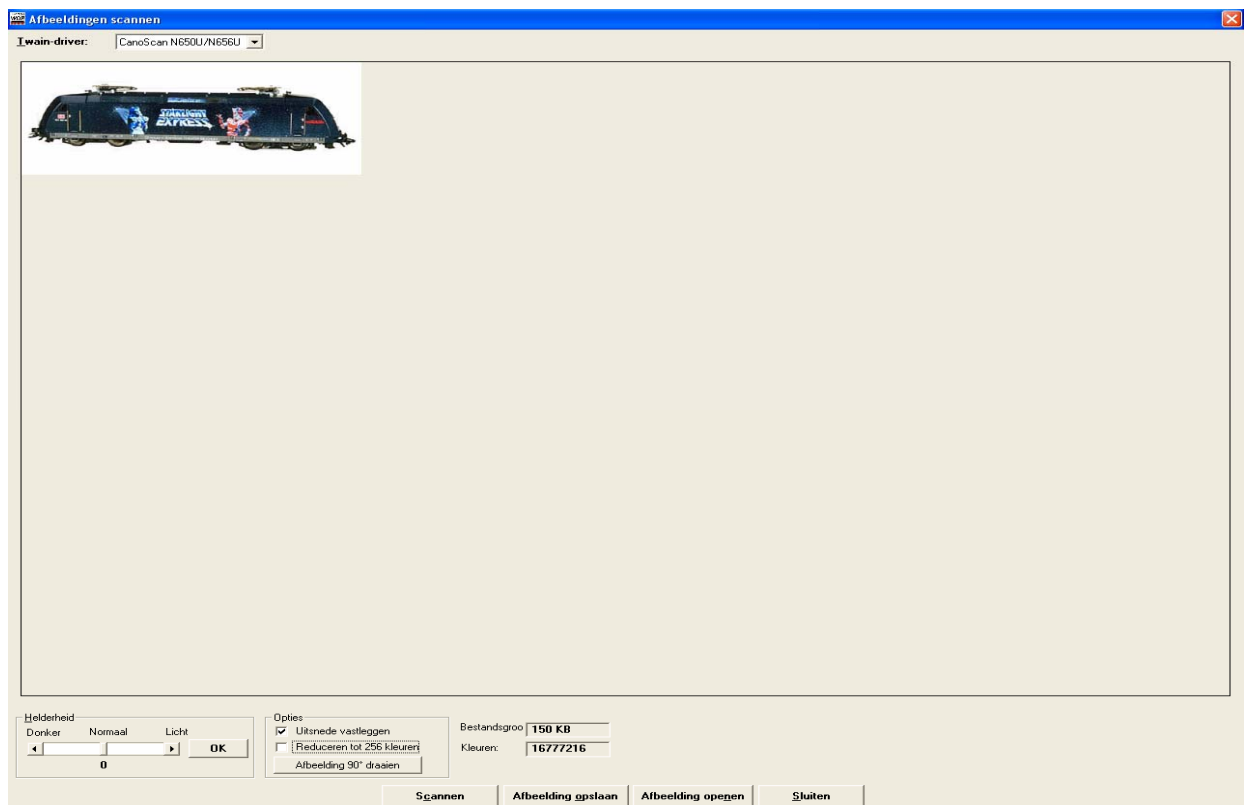 Afbeeldingen scannen
Twain-driver: CanoScan N650U/N656U
STARLIGHT
EXPRESS
Helderheid
Donker Normaal Licht
OK
0
Opties
Uitsnede vastleggen
Reduceren tot 256 kleuren
Afbeelding 90° draaien
Bestandsgroo 150 KB
Kleuren: 16777216
Scannen Afbeelding opslaan Afbeelding openen Sluiten